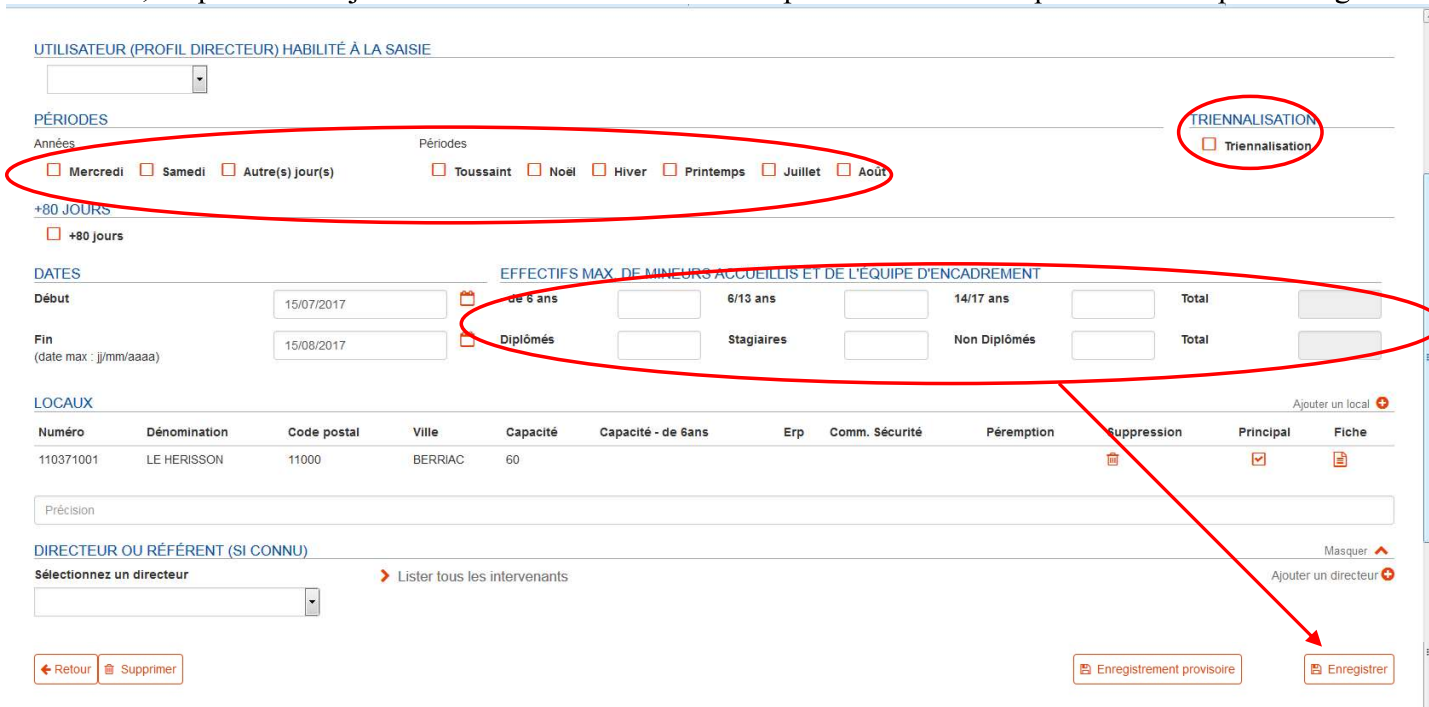 UTILISATEUR (PROFIL DIRECTEUR) HABILITÉ À LA SAISIE
PÉRIODES
TRIENNALISATION
Années
Périodes
Triennalisation
Mercredi Samedi Autre(s) jour(s) Toussaint Noël Hiver Printemps Juillet Août
+80 JOURS
+80 jours
DATES
EFFECTIFS MAX. DE MINEURS ACCUEILLIS ET DE L'ÉQUIPE D'ENCADREMENT
Début 15/07/2017 - de 6 ans 6/13 ans 14/17 ans Total
Fin 15/08/2017 Diplômés Stagiaires Non Diplômés Total
(date max : jj/mm/aaaa)
LOCAUX
Ajouter un local
Numéro Dénomination Code postal Ville Capacité Capacité - de 6ans Erp Comm. Sécurité Péremption Suppression Principal Fiche
110371001 LE HERISSON 11000 BERRIAC 60
Précision
DIRECTEUR OU RÉFÉRENT (SI CONNU)
Masquer
Sélectionnez un directeur
Lister tous les intervenants
Ajouter un directeur
Retour Supprimer Enregistrement provisoire Enregistrer